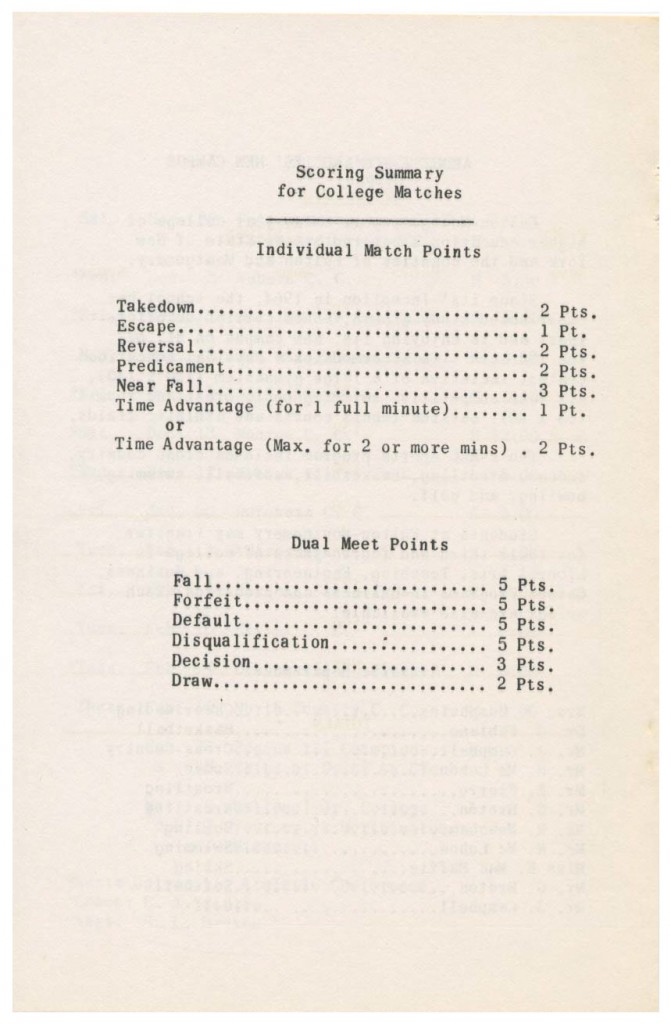 Scoring Summary
for College Matches
Individual Match Points
Takedown.................................. 2 Pts.
Escape.................................... 1 Pt.
Reversal.................................. 2 Pts.
Predicament............................... 2 Pts.
Near Fall................................. 3 Pts.
Time Advantage (for 1 full minute)........ 1 Pt.
or
Time Advantage (Max. for 2 or more mins) . 2 Pts.
Dual Meet Points
Fall............................ 5 Pts.
Forfeit......................... 5 Pts.
Default......................... 5 Pts.
Disqualification................ 5 Pts.
Decision........................ 3 Pts.
Draw............................ 2 Pts.